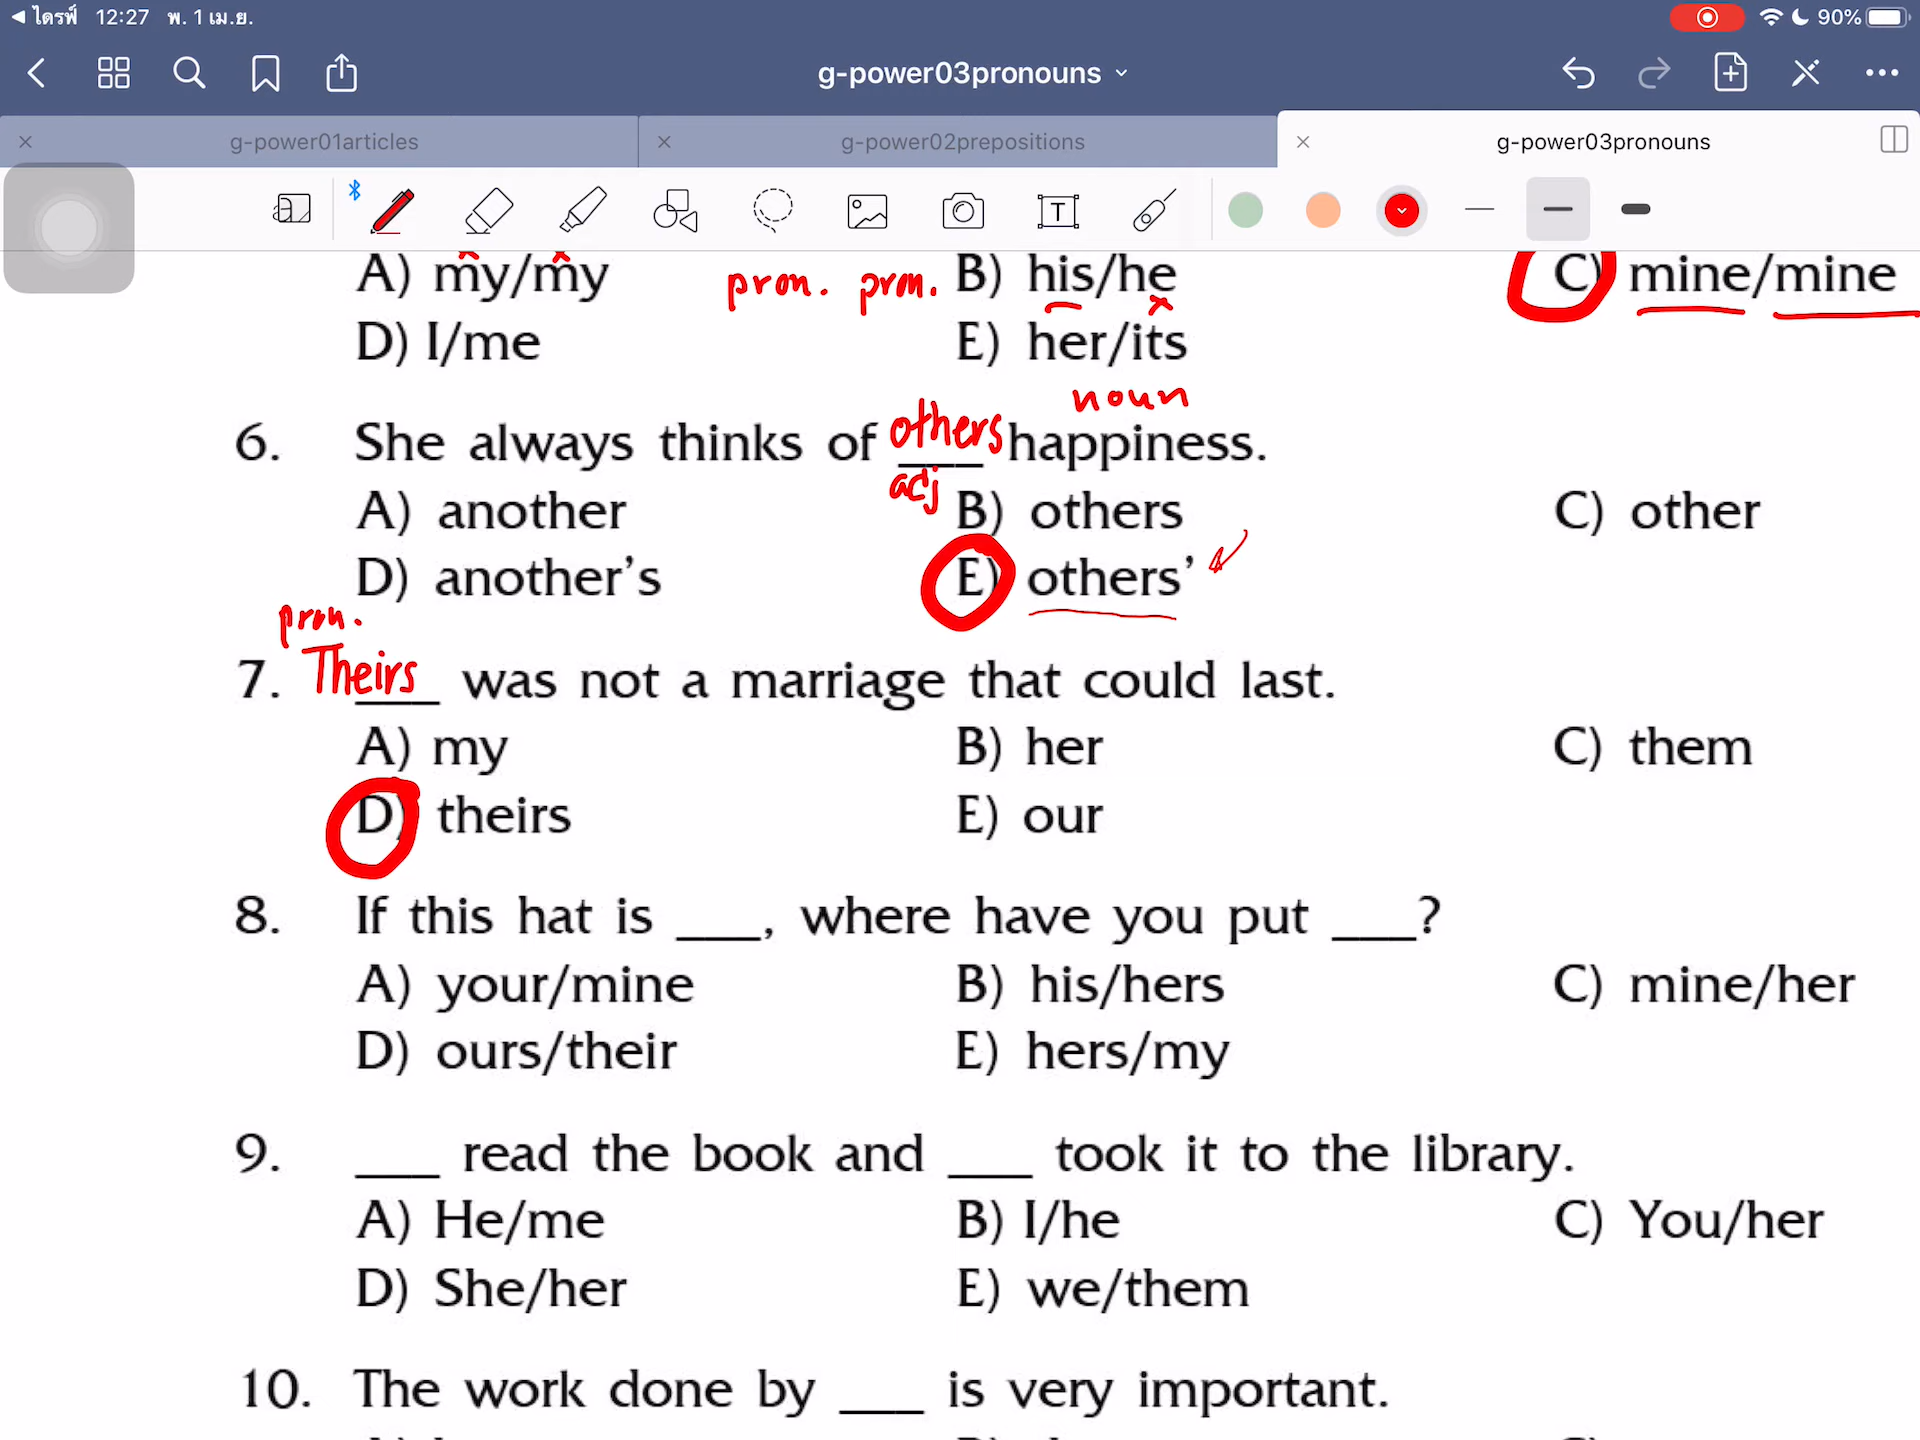 ไดรฟ์ 12:27 พ. 1 เม.ย. 90%
g-power03pronouns
g-power01articles g-power02prepositions g-power03pronouns
A) my/my pron. pron. B) his/he C) mine/mine
D) I/me E) her/its
noun
6. She always thinks of others ___ happiness.
adj
A) another B) others C) other
D) another's E) others'
pron.
7. Theirs ___ was not a marriage that could last.
A) my B) her C) them
D) theirs E) our
8. If this hat is ___, where have you put ___?
A) your/mine B) his/hers C) mine/her
D) ours/their E) hers/my
9. ___ read the book and ___ took it to the library.
A) He/me B) I/he C) You/her
D) She/her E) we/them
10. The work done by ___ is very important.